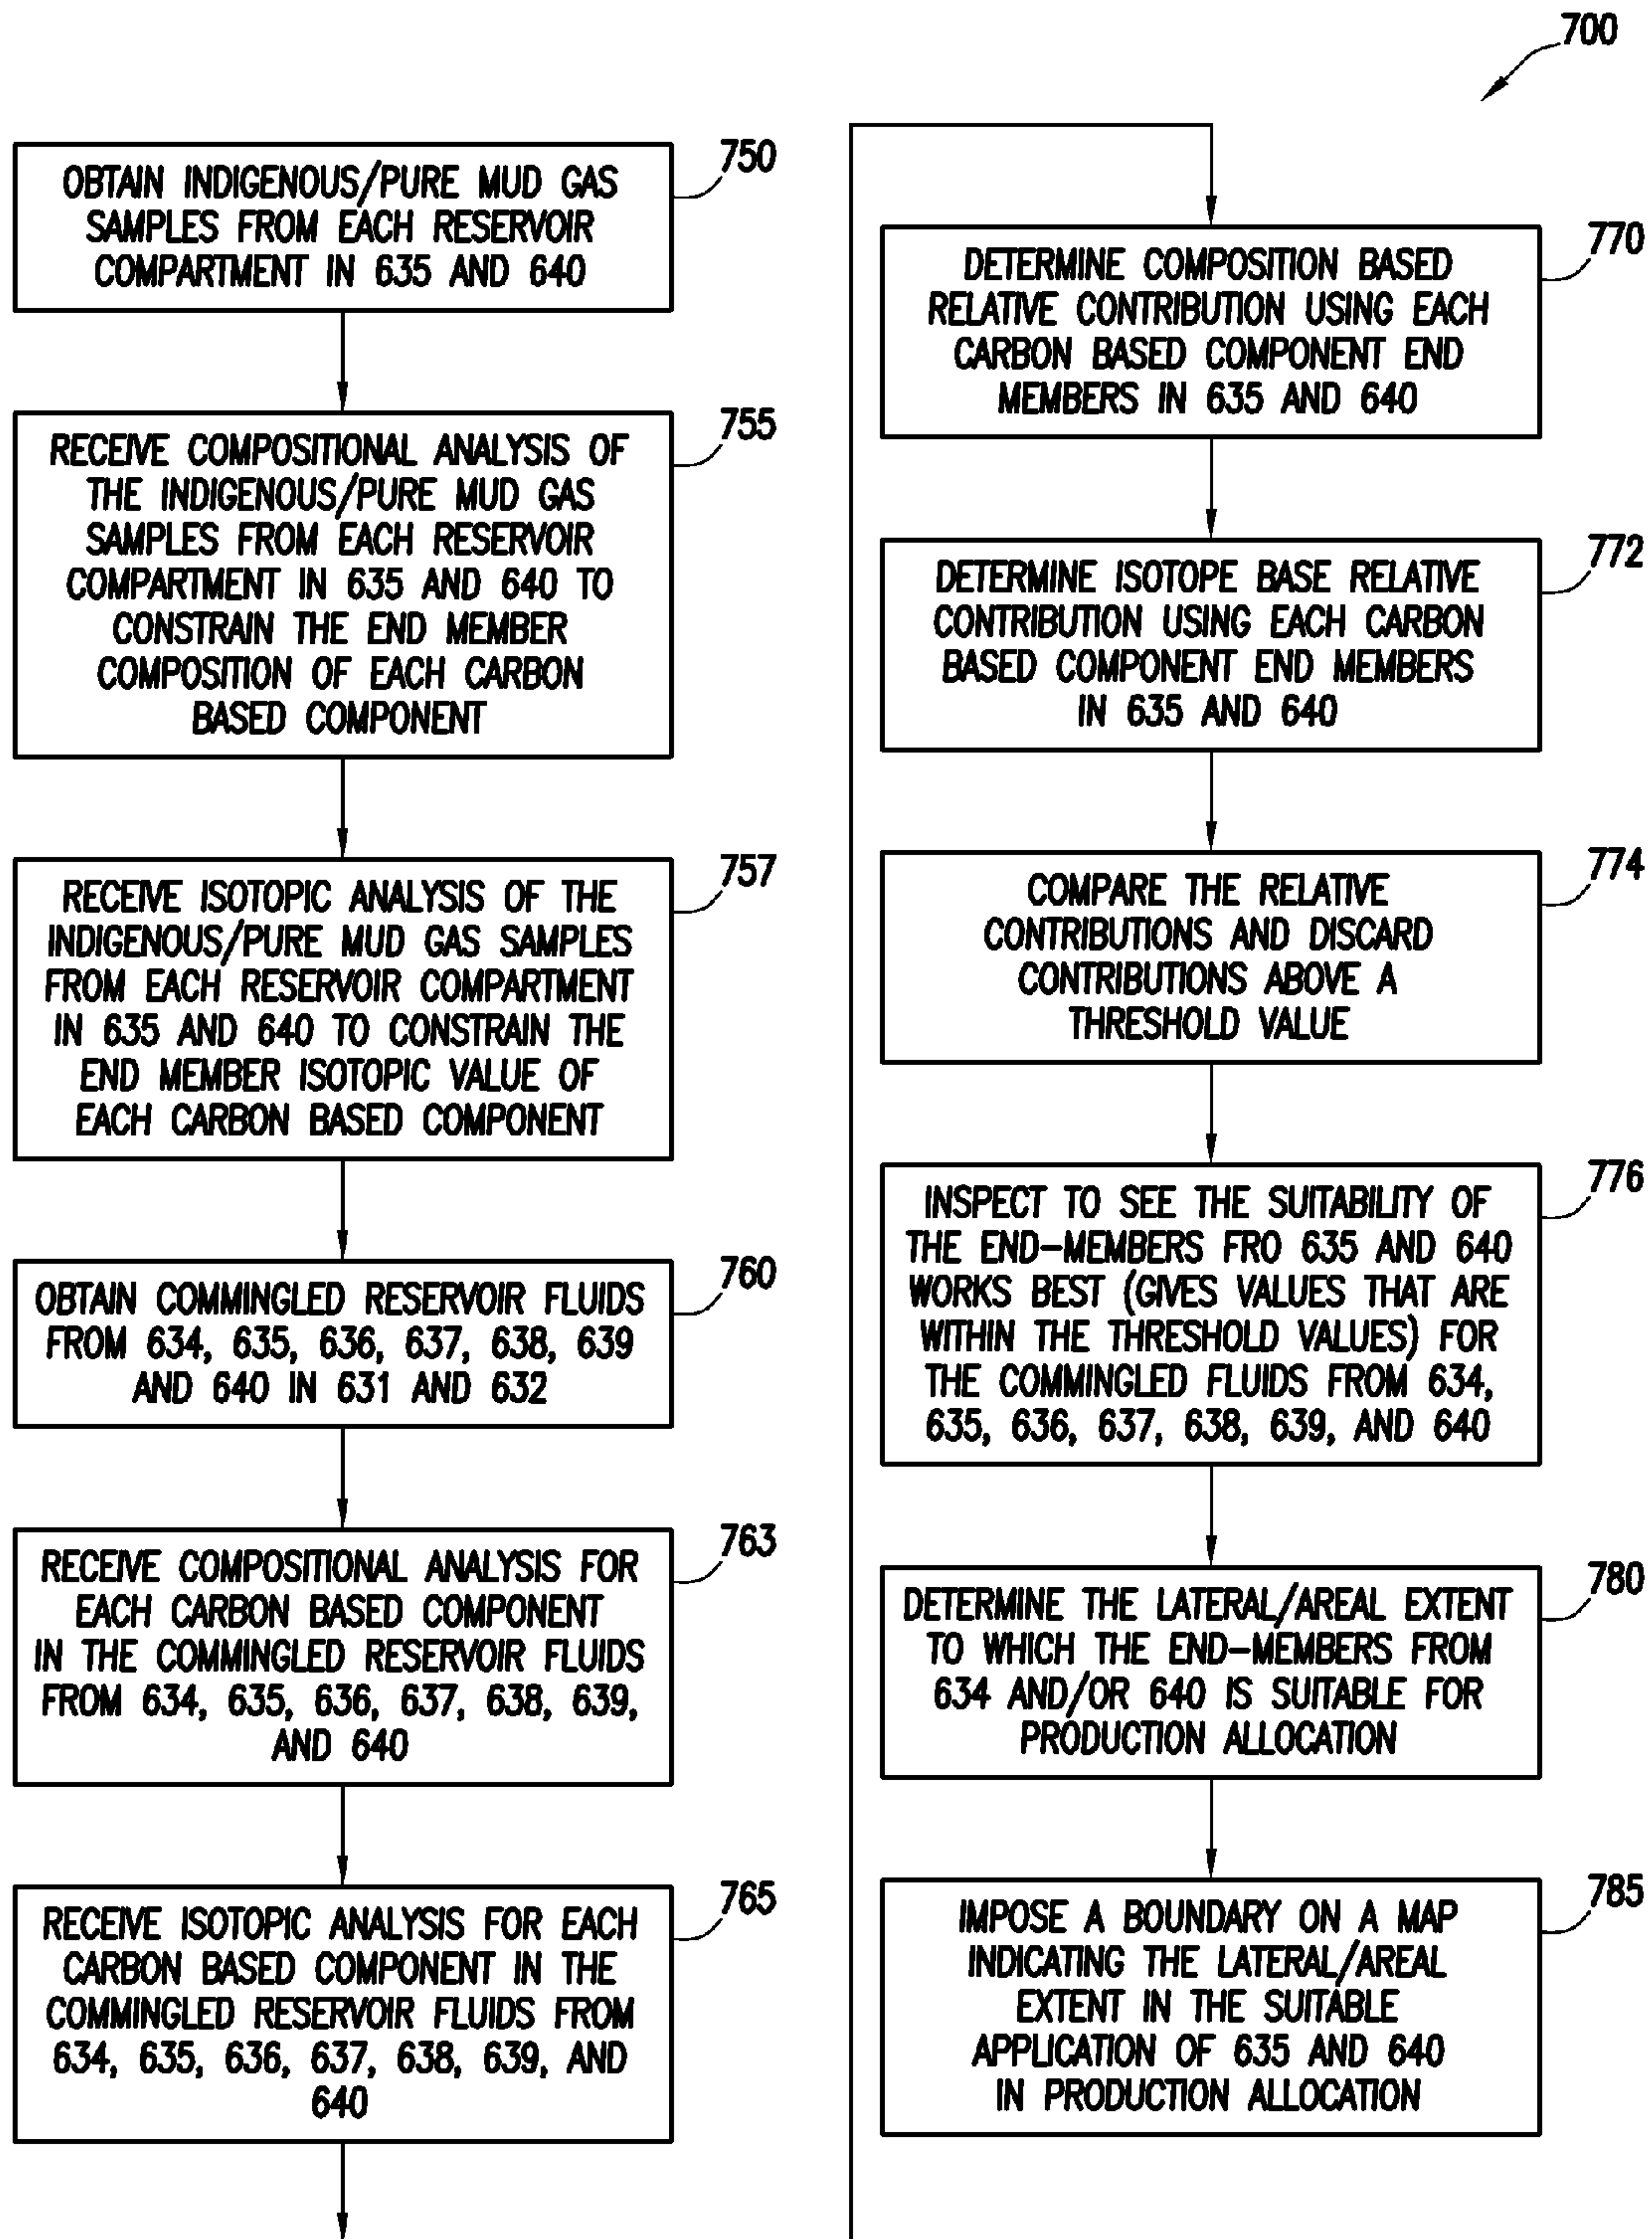 700
OBTAIN INDIGENOUS/PURE MUD GAS
SAMPLES FROM EACH RESERVOIR
COMPARTMENT IN 635 AND 640
750
RECEIVE COMPOSITIONAL ANALYSIS OF
THE INDIGENOUS/PURE MUD GAS
SAMPLES FROM EACH RESERVOIR
COMPARTMENT IN 635 AND 640 TO
CONSTRAIN THE END MEMBER
COMPOSITION OF EACH CARBON
BASED COMPONENT
755
RECEIVE ISOTOPIC ANALYSIS OF THE
INDIGENOUS/PURE MUD GAS SAMPLES
FROM EACH RESERVOIR COMPARTMENT
IN 635 AND 640 TO CONSTRAIN THE
END MEMBER ISOTOPIC VALUE OF
EACH CARBON BASED COMPONENT
757
OBTAIN COMMINGLED RESERVOIR FLUIDS
FROM 634, 635, 636, 637, 638, 639
AND 640 IN 631 AND 632
760
RECEIVE COMPOSITIONAL ANALYSIS FOR
EACH CARBON BASED COMPONENT
IN THE COMMINGLED RESERVOIR FLUIDS
FROM 634, 635, 636, 637, 638, 639,
AND 640
763
RECEIVE ISOTOPIC ANALYSIS FOR EACH
CARBON BASED COMPONENT IN THE
COMMINGLED RESERVOIR FLUIDS FROM
634, 635, 636, 637, 638, 639, AND
640
765
DETERMINE COMPOSITION BASED
RELATIVE CONTRIBUTION USING EACH
CARBON BASED COMPONENT END
MEMBERS IN 635 AND 640
770
DETERMINE ISOTOPE BASE RELATIVE
CONTRIBUTION USING EACH CARBON
BASED COMPONENT END MEMBERS
IN 635 AND 640
772
COMPARE THE RELATIVE
CONTRIBUTIONS AND DISCARD
CONTRIBUTIONS ABOVE A
THRESHOLD VALUE
774
INSPECT TO SEE THE SUITABILITY OF
THE END-MEMBERS FRO 635 AND 640
WORKS BEST (GIVES VALUES THAT ARE
WITHIN THE THRESHOLD VALUES) FOR
THE COMMINGLED FLUIDS FROM 634,
635, 636, 637, 638, 639, AND 640
776
DETERMINE THE LATERAL/AREAL EXTENT
TO WHICH THE END-MEMBERS FROM
634 AND/OR 640 IS SUITABLE FOR
PRODUCTION ALLOCATION
780
IMPOSE A BOUNDARY ON A MAP
INDICATING THE LATERAL/AREAL
EXTENT IN THE SUITABLE
APPLICATION OF 635 AND 640
IN PRODUCTION ALLOCATION
785